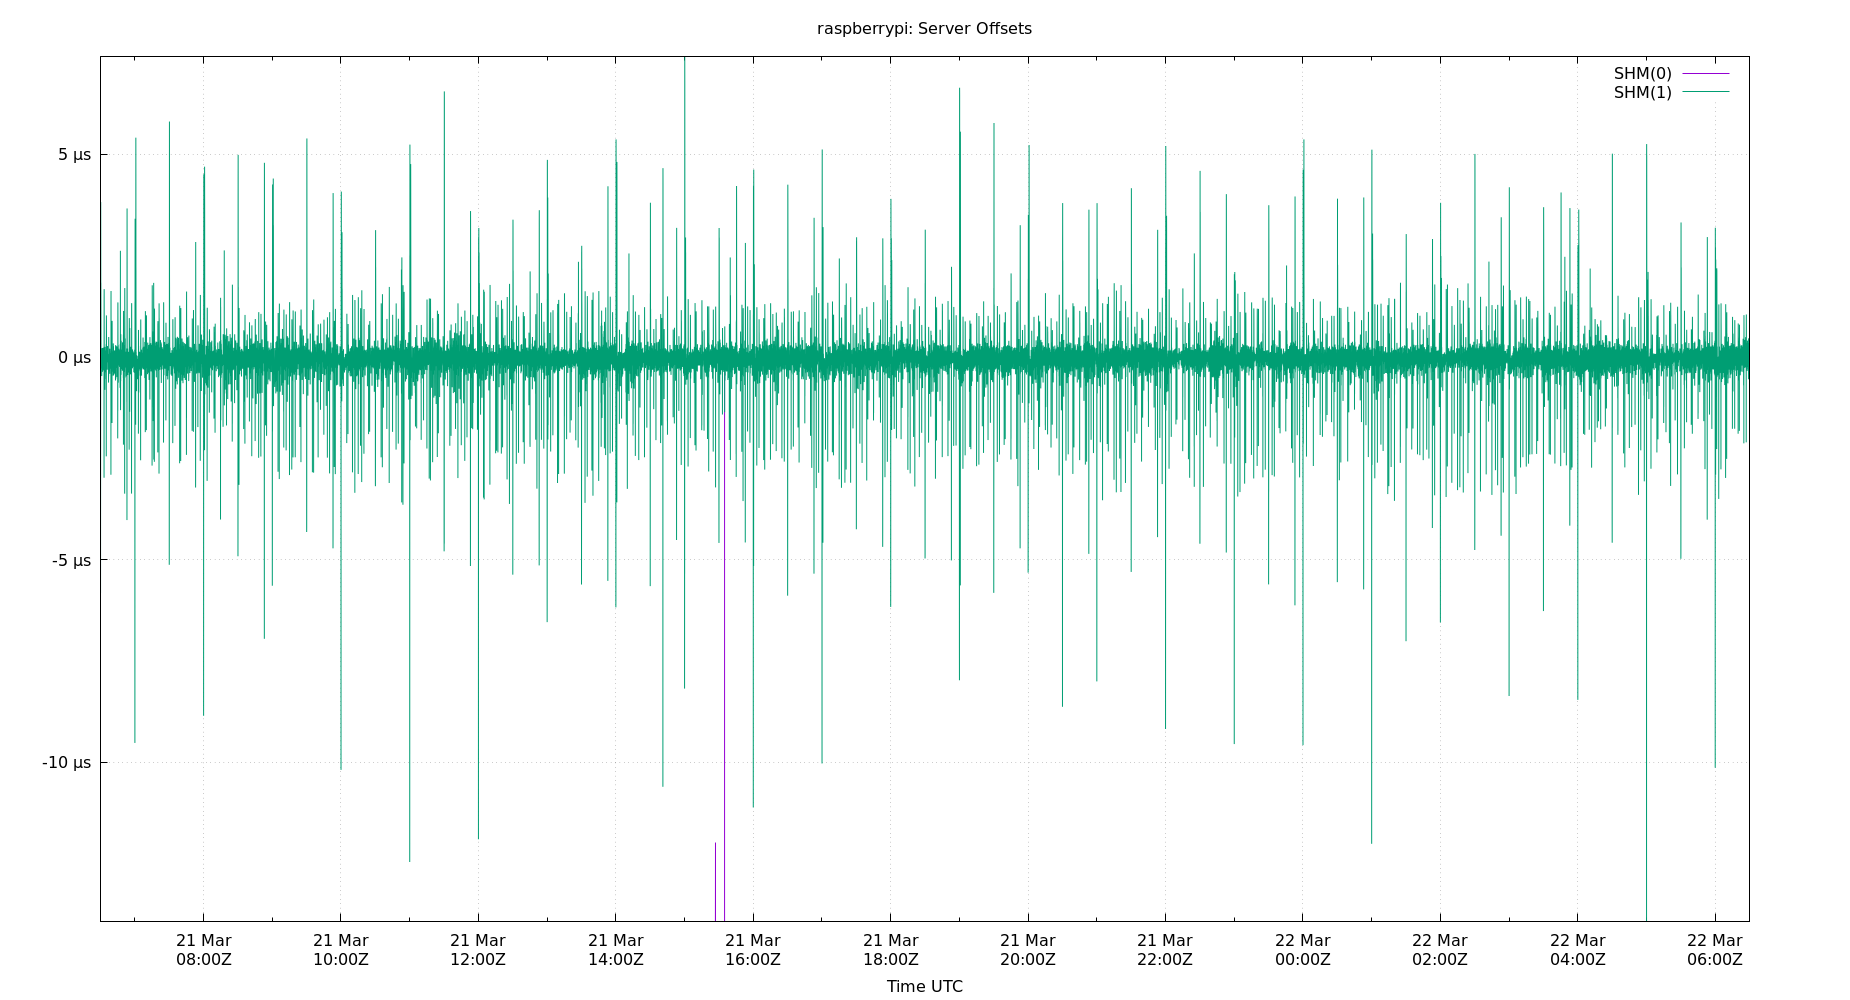 raspberrypi: Server Offsets
SHM(0)
SHM(1)
5 µs
0 µs
-5 µs
-10 µs
21 Mar 21 Mar 21 Mar 21 Mar 21 Mar 21 Mar 21 Mar 21 Mar 22 Mar 22 Mar 22 Mar 22 Mar
08:00Z 10:00Z 12:00Z 14:00Z 16:00Z 18:00Z 20:00Z 22:00Z 00:00Z 02:00Z 04:00Z 06:00Z
Time UTC